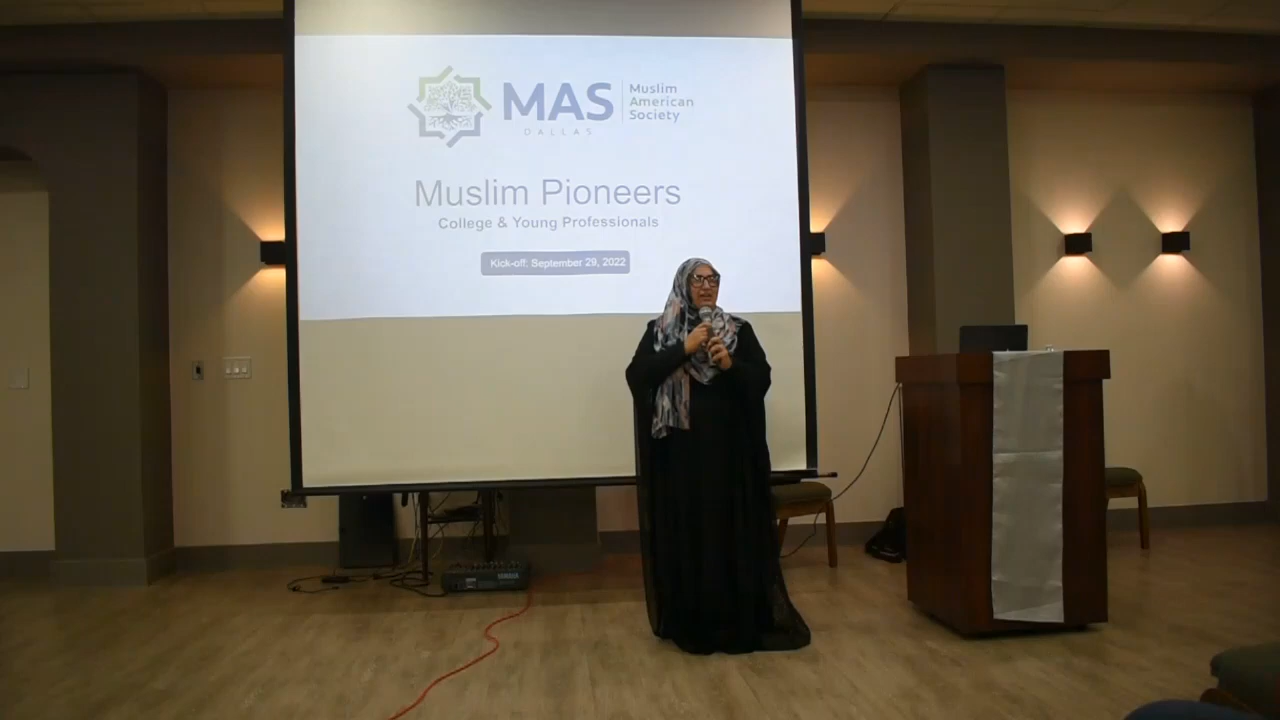 MAS
Muslim
American
Society
DALLAS
Muslim Pioneers
College & Young Professionals
Kick-off: September 29, 2022